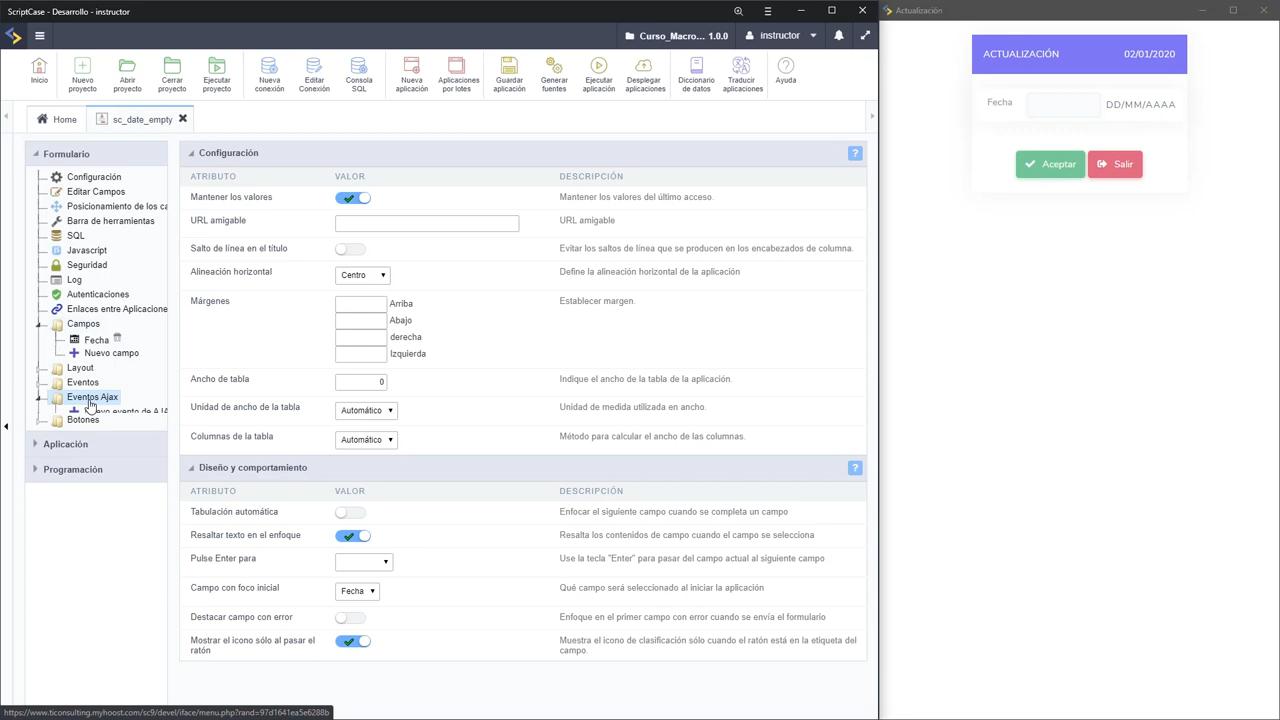 ScriptCase - Desarrollo - instructor
Curso_Macro... 1.0.0
instructor
Inicio
Nuevo proyecto
Abrir proyecto
Cerrar proyecto
Ejecutar proyecto
Nueva conexión
Editar Conexión
Consola SQL
Nueva aplicación
Aplicaciones por lotes
Guardar aplicación
Generar fuentes
Ejecutar aplicación
Desplegar aplicaciones
Diccionario de datos
Traducir aplicaciones
Ayuda
Home
sc_date_empty
Formulario
Configuración
Editar Campos
Posicionamiento de los ca
Barra de herramientas
SQL
Javascript
Seguridad
Log
Autenticaciones
Enlaces entre Aplicacione
Campos
Fecha
Nuevo campo
Layout
Eventos
Eventos Ajax
Botones
Aplicación
Programación
Configuración
ATRIBUTO VALOR DESCRIPCIÓN
Mantener los valores Mantener los valores del último acceso.
URL amigable URL amigable
Salto de línea en el título Evitar los saltos de línea que se producen en los encabezados de columna.
Alineación horizontal Centro Define la alineación horizontal de la aplicación
Márgenes Arriba Establecer margen.
Abajo
derecha
Izquierda
Ancho de tabla 0 Indique el ancho de la tabla de la aplicación.
Unidad de ancho de la tabla Automático Unidad de medida utilizada en ancho.
Columnas de la tabla Automático Método para calcular el ancho de las columnas.
Diseño y comportamiento
ATRIBUTO VALOR DESCRIPCIÓN
Tabulación automática Enfocar el siguiente campo cuando se completa un campo
Resaltar texto en el enfoque Resalta los contenidos de campo cuando el campo se selecciona
Pulse Enter para Use la tecla "Enter" para pasar del campo actual al siguiente campo
Campo con foco inicial Fecha Qué campo será seleccionado al iniciar la aplicación
Destacar campo con error Enfoque en el primer campo con error cuando se envía el formulario
Mostrar el icono sólo al pasar el ratón Muestra el icono de clasificación sólo cuando el ratón está en la etiqueta del campo.
https://www.ticonsulting.myhoost.com/sc9/devel/iface/menu.php?rand=97d1641ea5e6288b
Actualización
ACTUALIZACIÓN 02/01/2020
Fecha DD/MM/AAAA
Aceptar
Salir